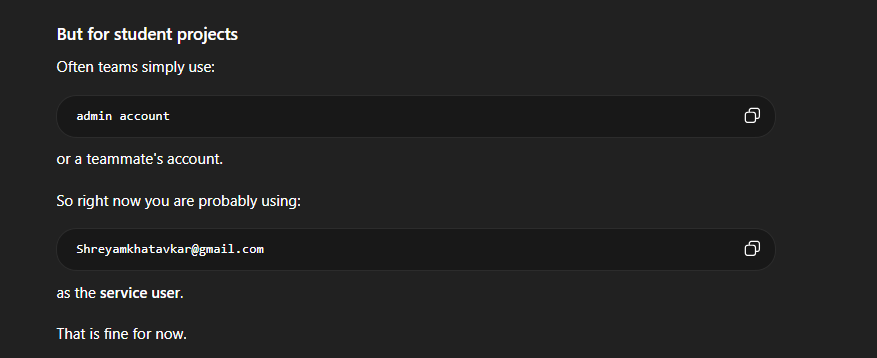 But for student projects
Often teams simply use:
admin account
or a teammate's account.
So right now you are probably using:
Shreyamkhatavkar@gmail.com
as the service user.
That is fine for now.